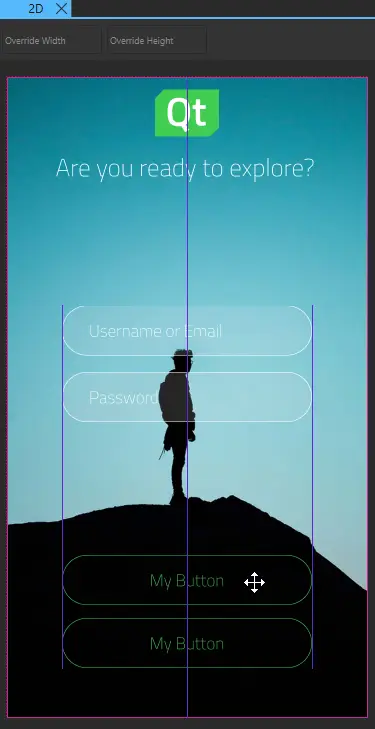 2D
Override Width
Override Height
Qt
Are you ready to explore?
Username or Email
Password
My Button
My Button